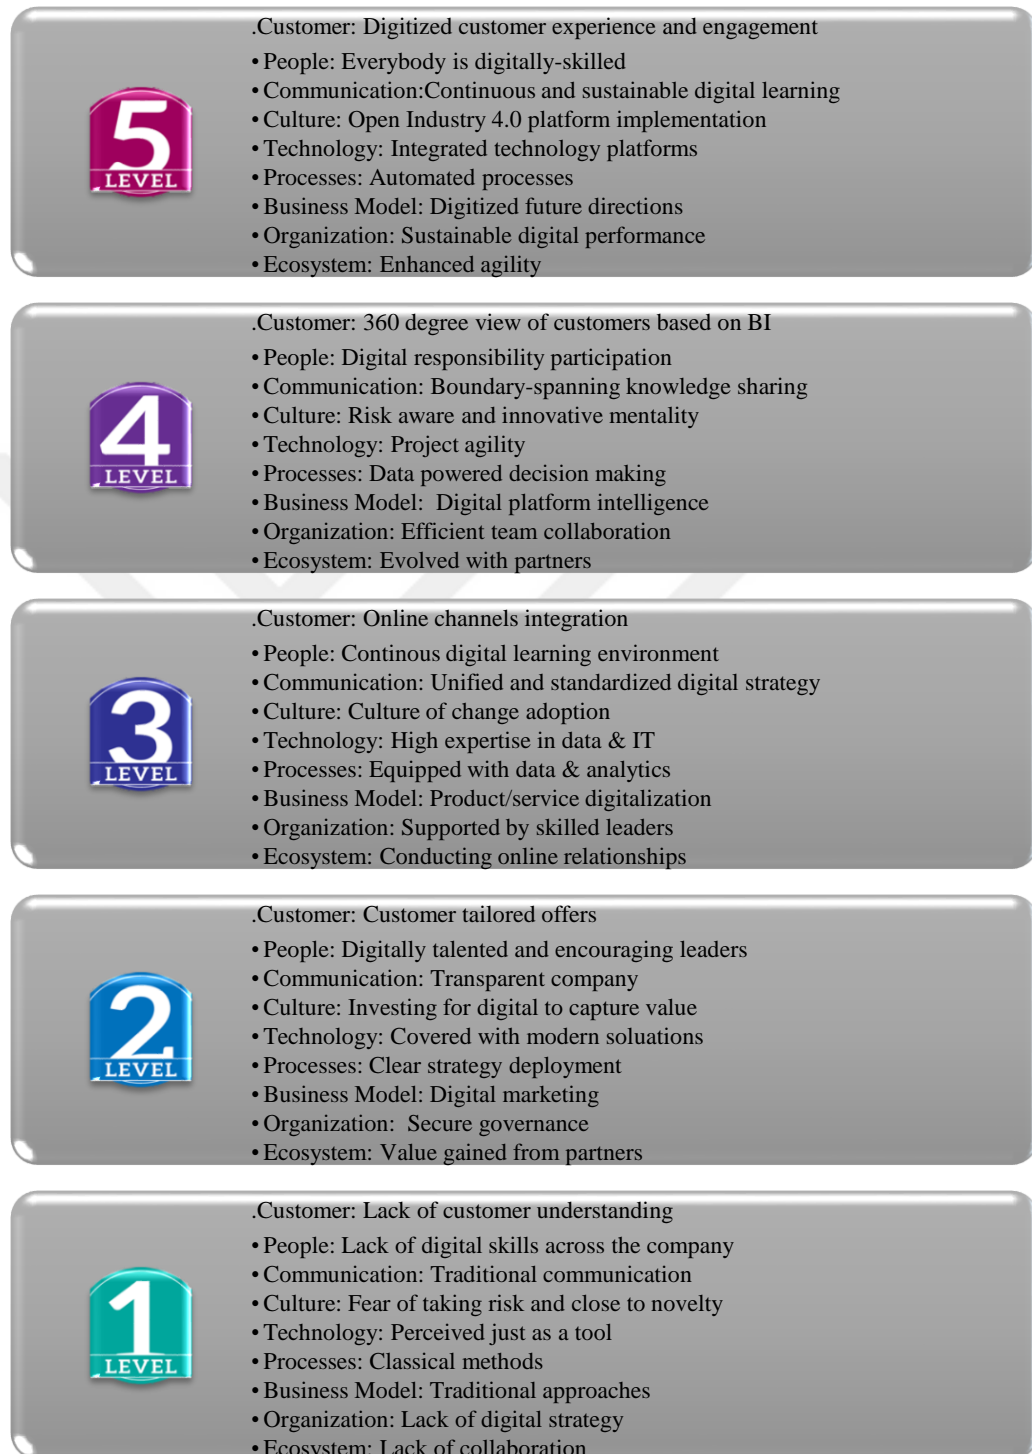 .Customer: Digitized customer experience and engagement
• People: Everybody is digitally-skilled
• Communication:Continuous and sustainable digital learning
• Culture: Open Industry 4.0 platform implementation
• Technology: Integrated technology platforms
• Processes: Automated processes
• Business Model: Digitized future directions
• Organization: Sustainable digital performance
• Ecosystem: Enhanced agility
5
LEVEL
.Customer: 360 degree view of customers based on BI
• People: Digital responsibility participation
• Communication: Boundary-spanning knowledge sharing
• Culture: Risk aware and innovative mentality
• Technology: Project agility
• Processes: Data powered decision making
• Business Model:  Digital platform intelligence
• Organization: Efficient team collaboration
• Ecosystem: Evolved with partners
4
LEVEL
.Customer: Online channels integration
• People: Continous digital learning environment
• Communication: Unified and standardized digital strategy
• Culture: Culture of change adoption
• Technology: High expertise in data & IT
• Processes: Equipped with data & analytics
• Business Model: Product/service digitalization
• Organization: Supported by skilled leaders
• Ecosystem: Conducting online relationships
3
LEVEL
.Customer: Customer tailored offers
• People: Digitally talented and encouraging leaders
• Communication: Transparent company
• Culture: Investing for digital to capture value
• Technology: Covered with modern soluations
• Processes: Clear strategy deployment
• Business Model: Digital marketing
• Organization:  Secure governance
• Ecosystem: Value gained from partners
2
LEVEL
.Customer: Lack of customer understanding
• People: Lack of digital skills across the company
• Communication: Traditional communication
• Culture: Fear of taking risk and close to novelty
• Technology: Perceived just as a tool
• Processes: Classical methods
• Business Model: Traditional approaches
• Organization: Lack of digital strategy
• Ecosystem: Lack of collaboration
1
LEVEL